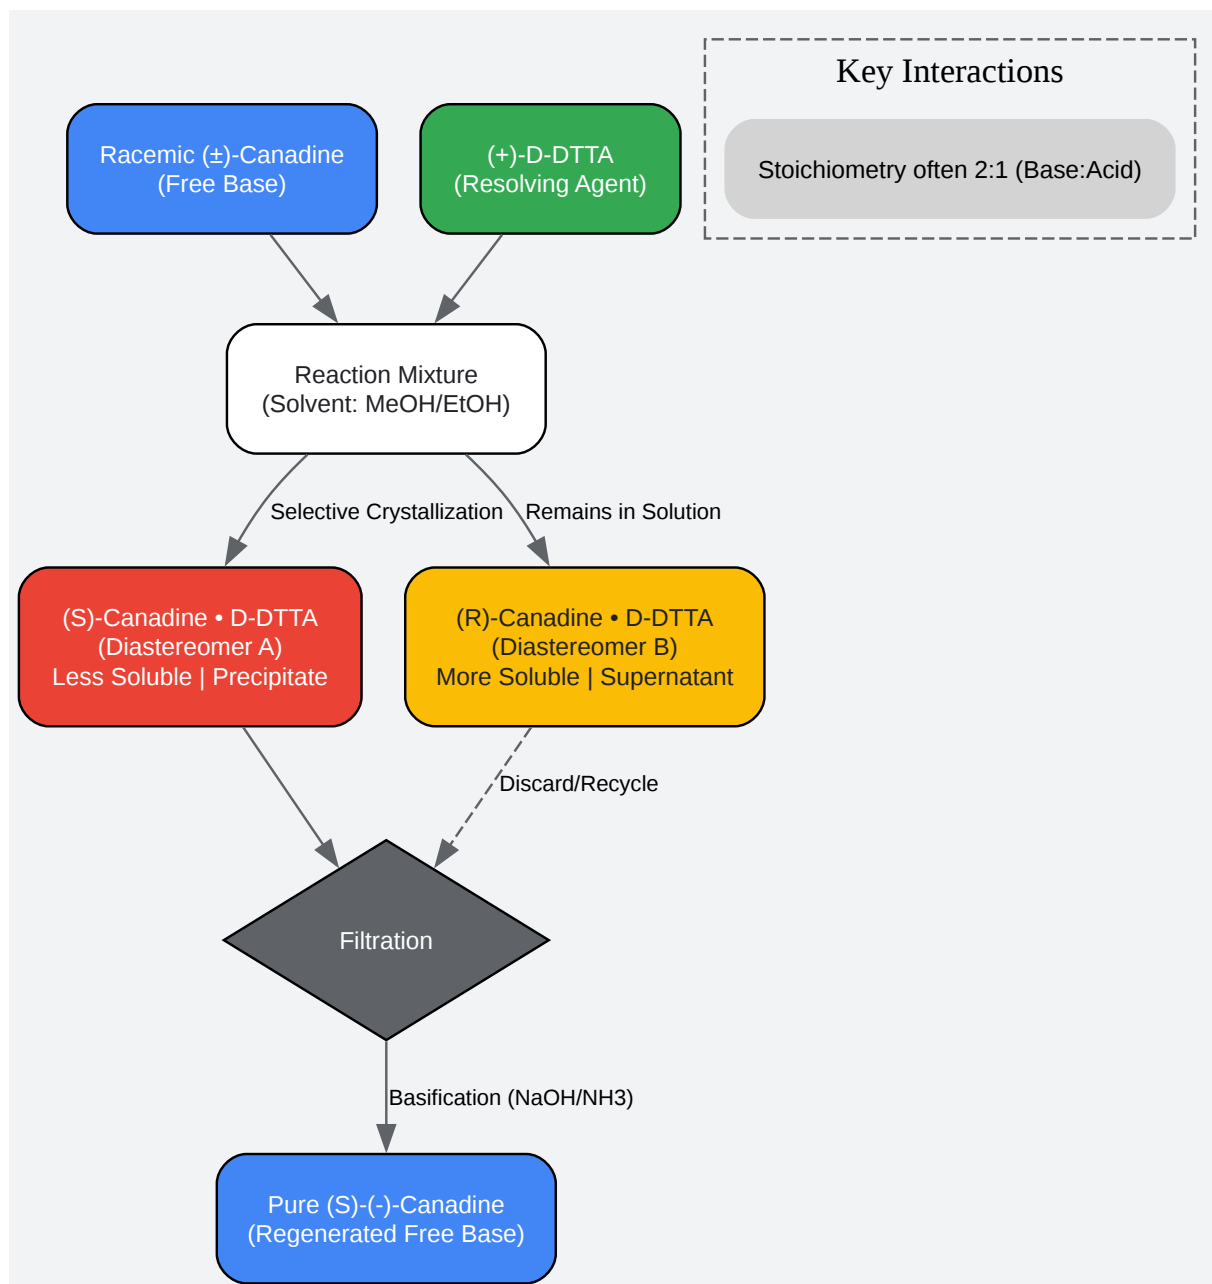 Key Interactions
Racemic (±)-Canadine
(Free Base)
(+)-D-DTTA
(Resolving Agent)
Stoichiometry often 2:1 (Base:Acid)
Reaction Mixture
(Solvent: MeOH/EtOH)
Selective Crystallization
Remains in Solution
(S)-Canadine • D-DTTA
(Diastereomer A)
Less Soluble | Precipitate
(R)-Canadine • D-DTTA
(Diastereomer B)
More Soluble | Supernatant
Discard/Recycle
Filtration
Basification (NaOH/NH3)
Pure (S)-(-)-Canadine
(Regenerated Free Base)